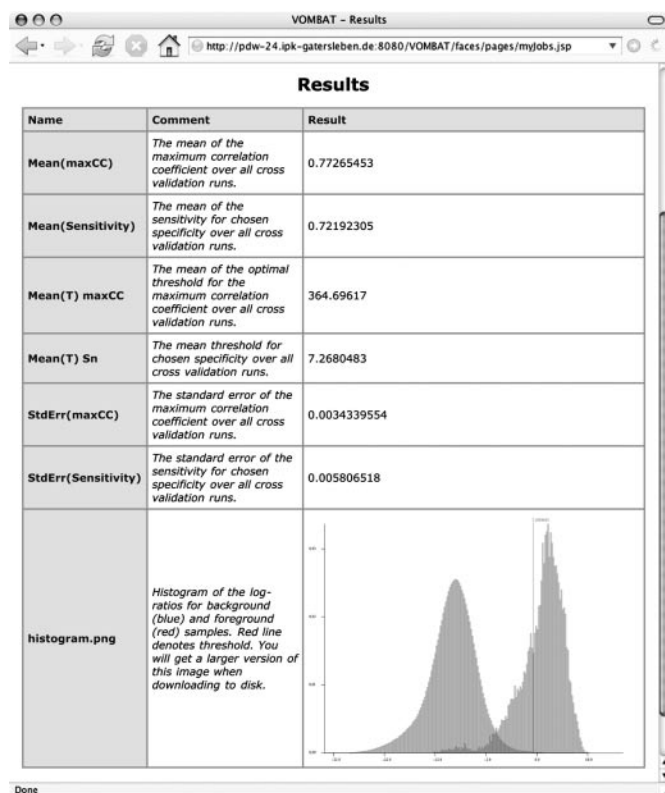 VOMBAT - Results
http://pdw-24.ipk-gatersleben.de:8080/VOMBAT/faces/pages/myJobs.jsp
Results
Name Comment Result
Mean(maxCC) The mean of the maximum correlation coefficient over all cross validation runs. 0.77265453
Mean(Sensitivity) The mean of the sensitivity for chosen specificity over all cross validation runs. 0.72192305
Mean(T) maxCC The mean of the optimal threshold for the maximum correlation coefficient over all cross validation runs. 364.69617
Mean(T) Sn The mean threshold for chosen specificity over all cross validation runs. 7.2680483
StdErr(maxCC) The standard error of the maximum correlation coefficient over all cross validation runs. 0.0034339554
StdErr(Sensitivity) The standard error of the sensitivity for chosen specificity over all cross validation runs. 0.005806518
histogram.png Histogram of the log-ratios for background (blue) and foreground (red) samples. Red line denotes threshold. You will get a larger version of this image when downloading to disk.
Done